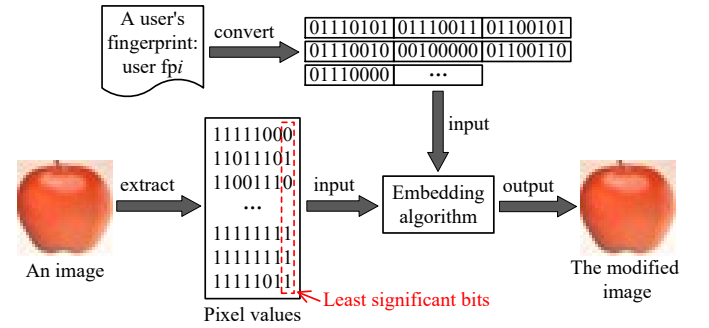 A user's
fingerprint:
user fpi
convert
01110101 01110011 01100101
01110010 00100000 01100110
01110000 ...
input
11111000
11011101
11001110
...
11111111
11111111
11111011
extract
input
Embedding
algorithm
output
An image
Least significant bits
Pixel values
The modified
image